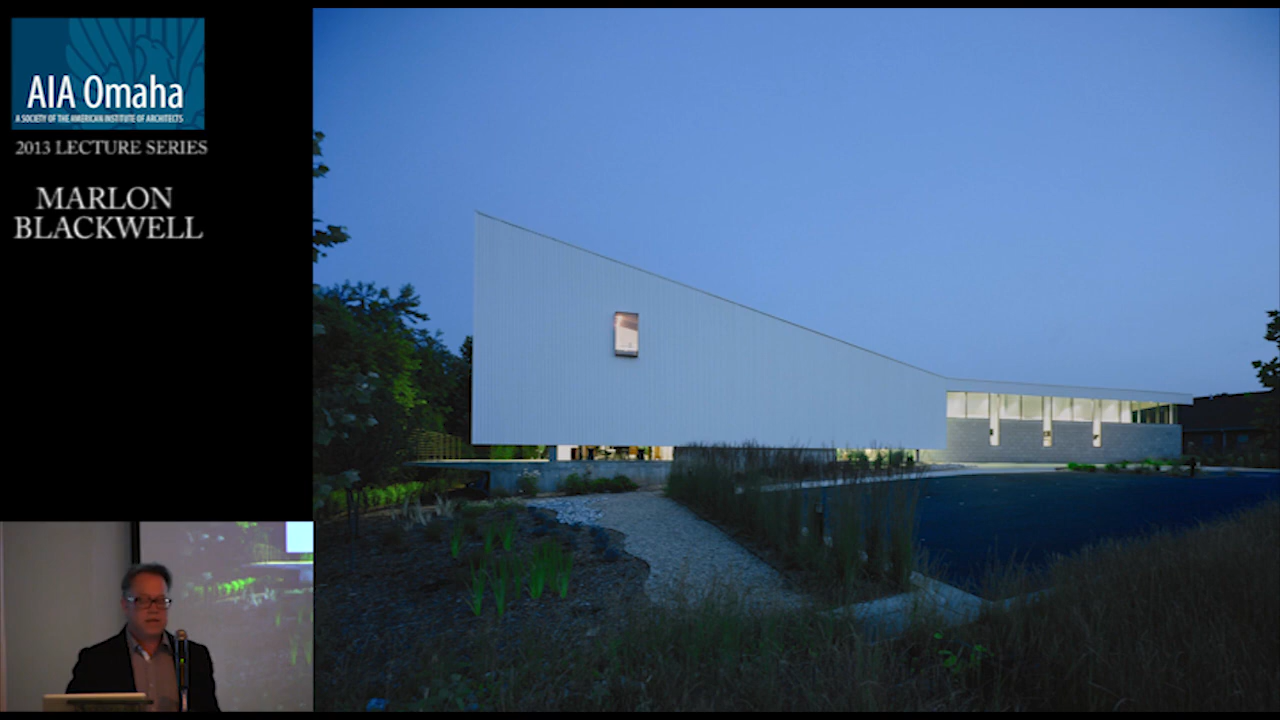 AIA Omaha
A SOCIETY OF THE AMERICAN INSTITUTE OF ARCHITECTS
2013 LECTURE SERIES
MARLON
BLACKWELL